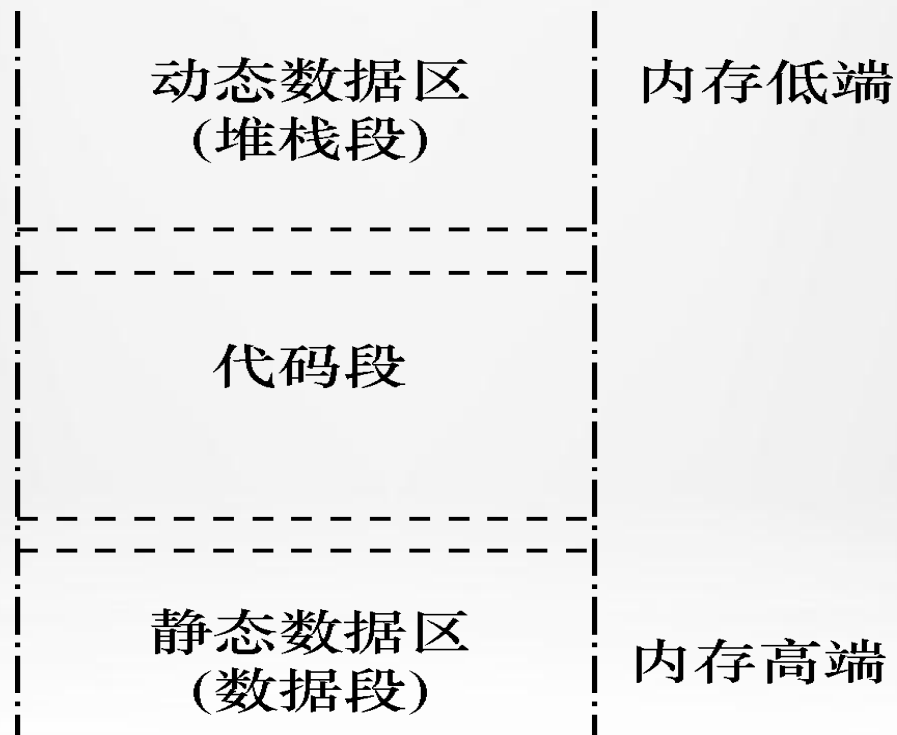 动态数据区
(堆栈段)
内存低端
代码段
静态数据区
(数据段)
内存高端